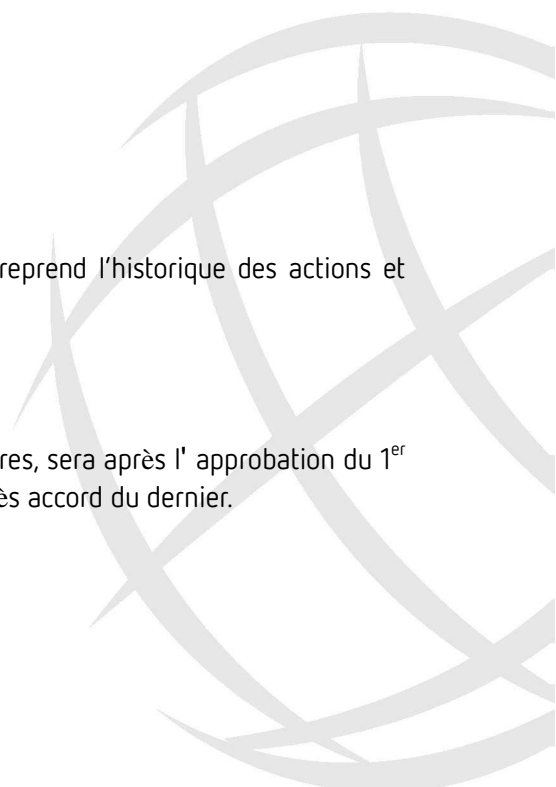 reprend l'historique des actions et
res, sera après l' approbation du 1er
ès accord du dernier.